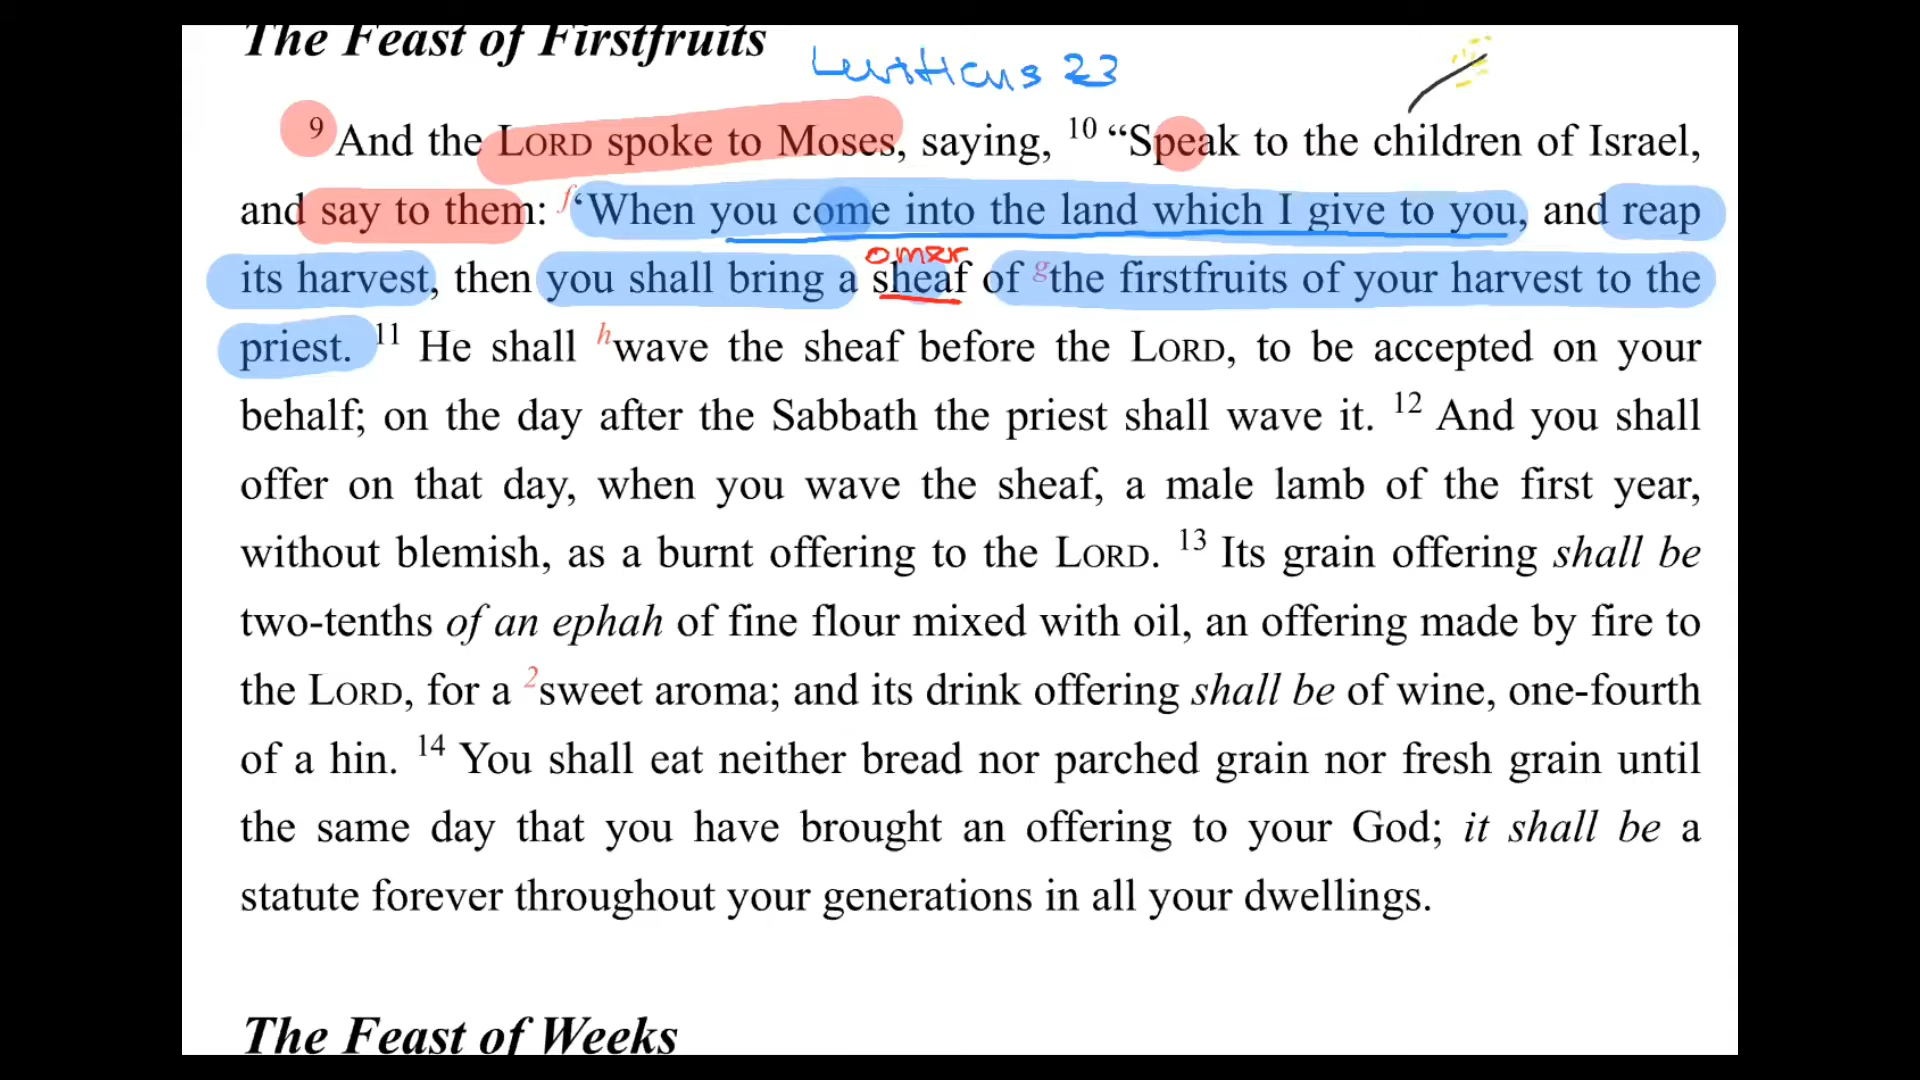 The Feast of Firstfruits
Leviticus 23
9 And the LORD spoke to Moses, saying, 10 “Speak to the children of Israel,
and say to them: f‘When you come into the land which I give to you, and reap
omer
its harvest, then you shall bring a sheaf of g the firstfruits of your harvest to the
priest. 11 He shall h wave the sheaf before the LORD, to be accepted on your
behalf; on the day after the Sabbath the priest shall wave it. 12 And you shall
offer on that day, when you wave the sheaf, a male lamb of the first year,
without blemish, as a burnt offering to the LORD. 13 Its grain offering shall be
two-tenths of an ephah of fine flour mixed with oil, an offering made by fire to
the LORD, for a 2 sweet aroma; and its drink offering shall be of wine, one-fourth
of a hin. 14 You shall eat neither bread nor parched grain nor fresh grain until
the same day that you have brought an offering to your God; it shall be a
statute forever throughout your generations in all your dwellings.
The Feast of Weeks